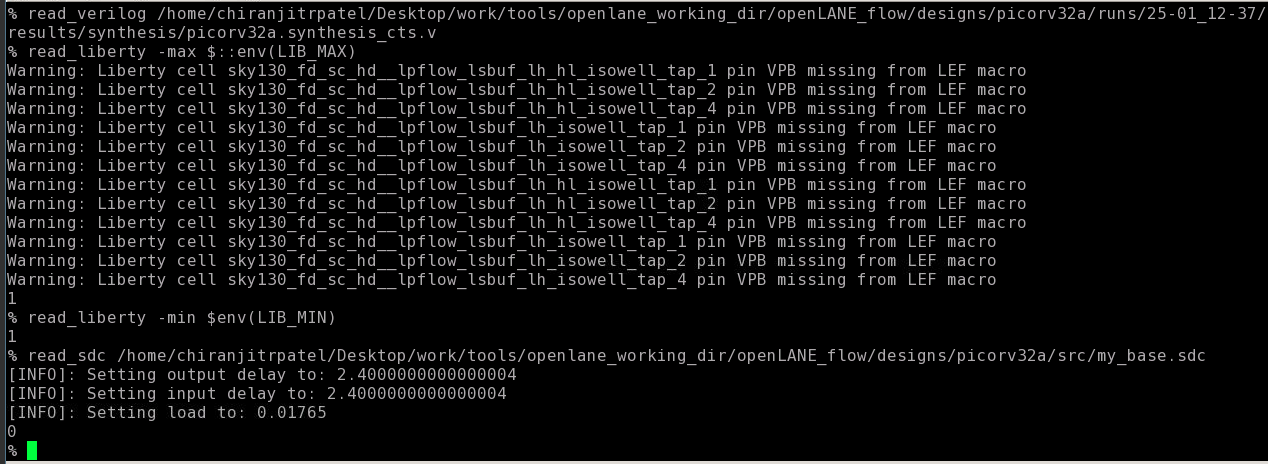 % read_verilog /home/chiranjitrpatel/Desktop/work/tools/openlane_working_dir/openLANE_flow/designs/picorv32a/runs/25-01_12-37/
results/synthesis/picorv32a.synthesis_cts.v
% read_liberty -max $::env(LIB_MAX)
Warning: Liberty cell sky130_fd_sc_hd__lpflow_lsbuf_lh_hl_isowell_tap_1 pin VPB missing from LEF macro
Warning: Liberty cell sky130_fd_sc_hd__lpflow_lsbuf_lh_hl_isowell_tap_2 pin VPB missing from LEF macro
Warning: Liberty cell sky130_fd_sc_hd__lpflow_lsbuf_lh_hl_isowell_tap_4 pin VPB missing from LEF macro
Warning: Liberty cell sky130_fd_sc_hd__lpflow_lsbuf_lh_isowell_tap_1 pin VPB missing from LEF macro
Warning: Liberty cell sky130_fd_sc_hd__lpflow_lsbuf_lh_isowell_tap_2 pin VPB missing from LEF macro
Warning: Liberty cell sky130_fd_sc_hd__lpflow_lsbuf_lh_isowell_tap_4 pin VPB missing from LEF macro
Warning: Liberty cell sky130_fd_sc_hd__lpflow_lsbuf_lh_hl_isowell_tap_1 pin VPB missing from LEF macro
Warning: Liberty cell sky130_fd_sc_hd__lpflow_lsbuf_lh_hl_isowell_tap_2 pin VPB missing from LEF macro
Warning: Liberty cell sky130_fd_sc_hd__lpflow_lsbuf_lh_hl_isowell_tap_4 pin VPB missing from LEF macro
Warning: Liberty cell sky130_fd_sc_hd__lpflow_lsbuf_lh_isowell_tap_1 pin VPB missing from LEF macro
Warning: Liberty cell sky130_fd_sc_hd__lpflow_lsbuf_lh_isowell_tap_2 pin VPB missing from LEF macro
Warning: Liberty cell sky130_fd_sc_hd__lpflow_lsbuf_lh_isowell_tap_4 pin VPB missing from LEF macro
1
% read_liberty -min $env(LIB_MIN)
1
% read_sdc /home/chiranjitrpatel/Desktop/work/tools/openlane_working_dir/openLANE_flow/designs/picorv32a/src/my_base.sdc
[INFO]: Setting output delay to: 2.4000000000000004
[INFO]: Setting input delay to: 2.4000000000000004
[INFO]: Setting load to: 0.01765
0
%